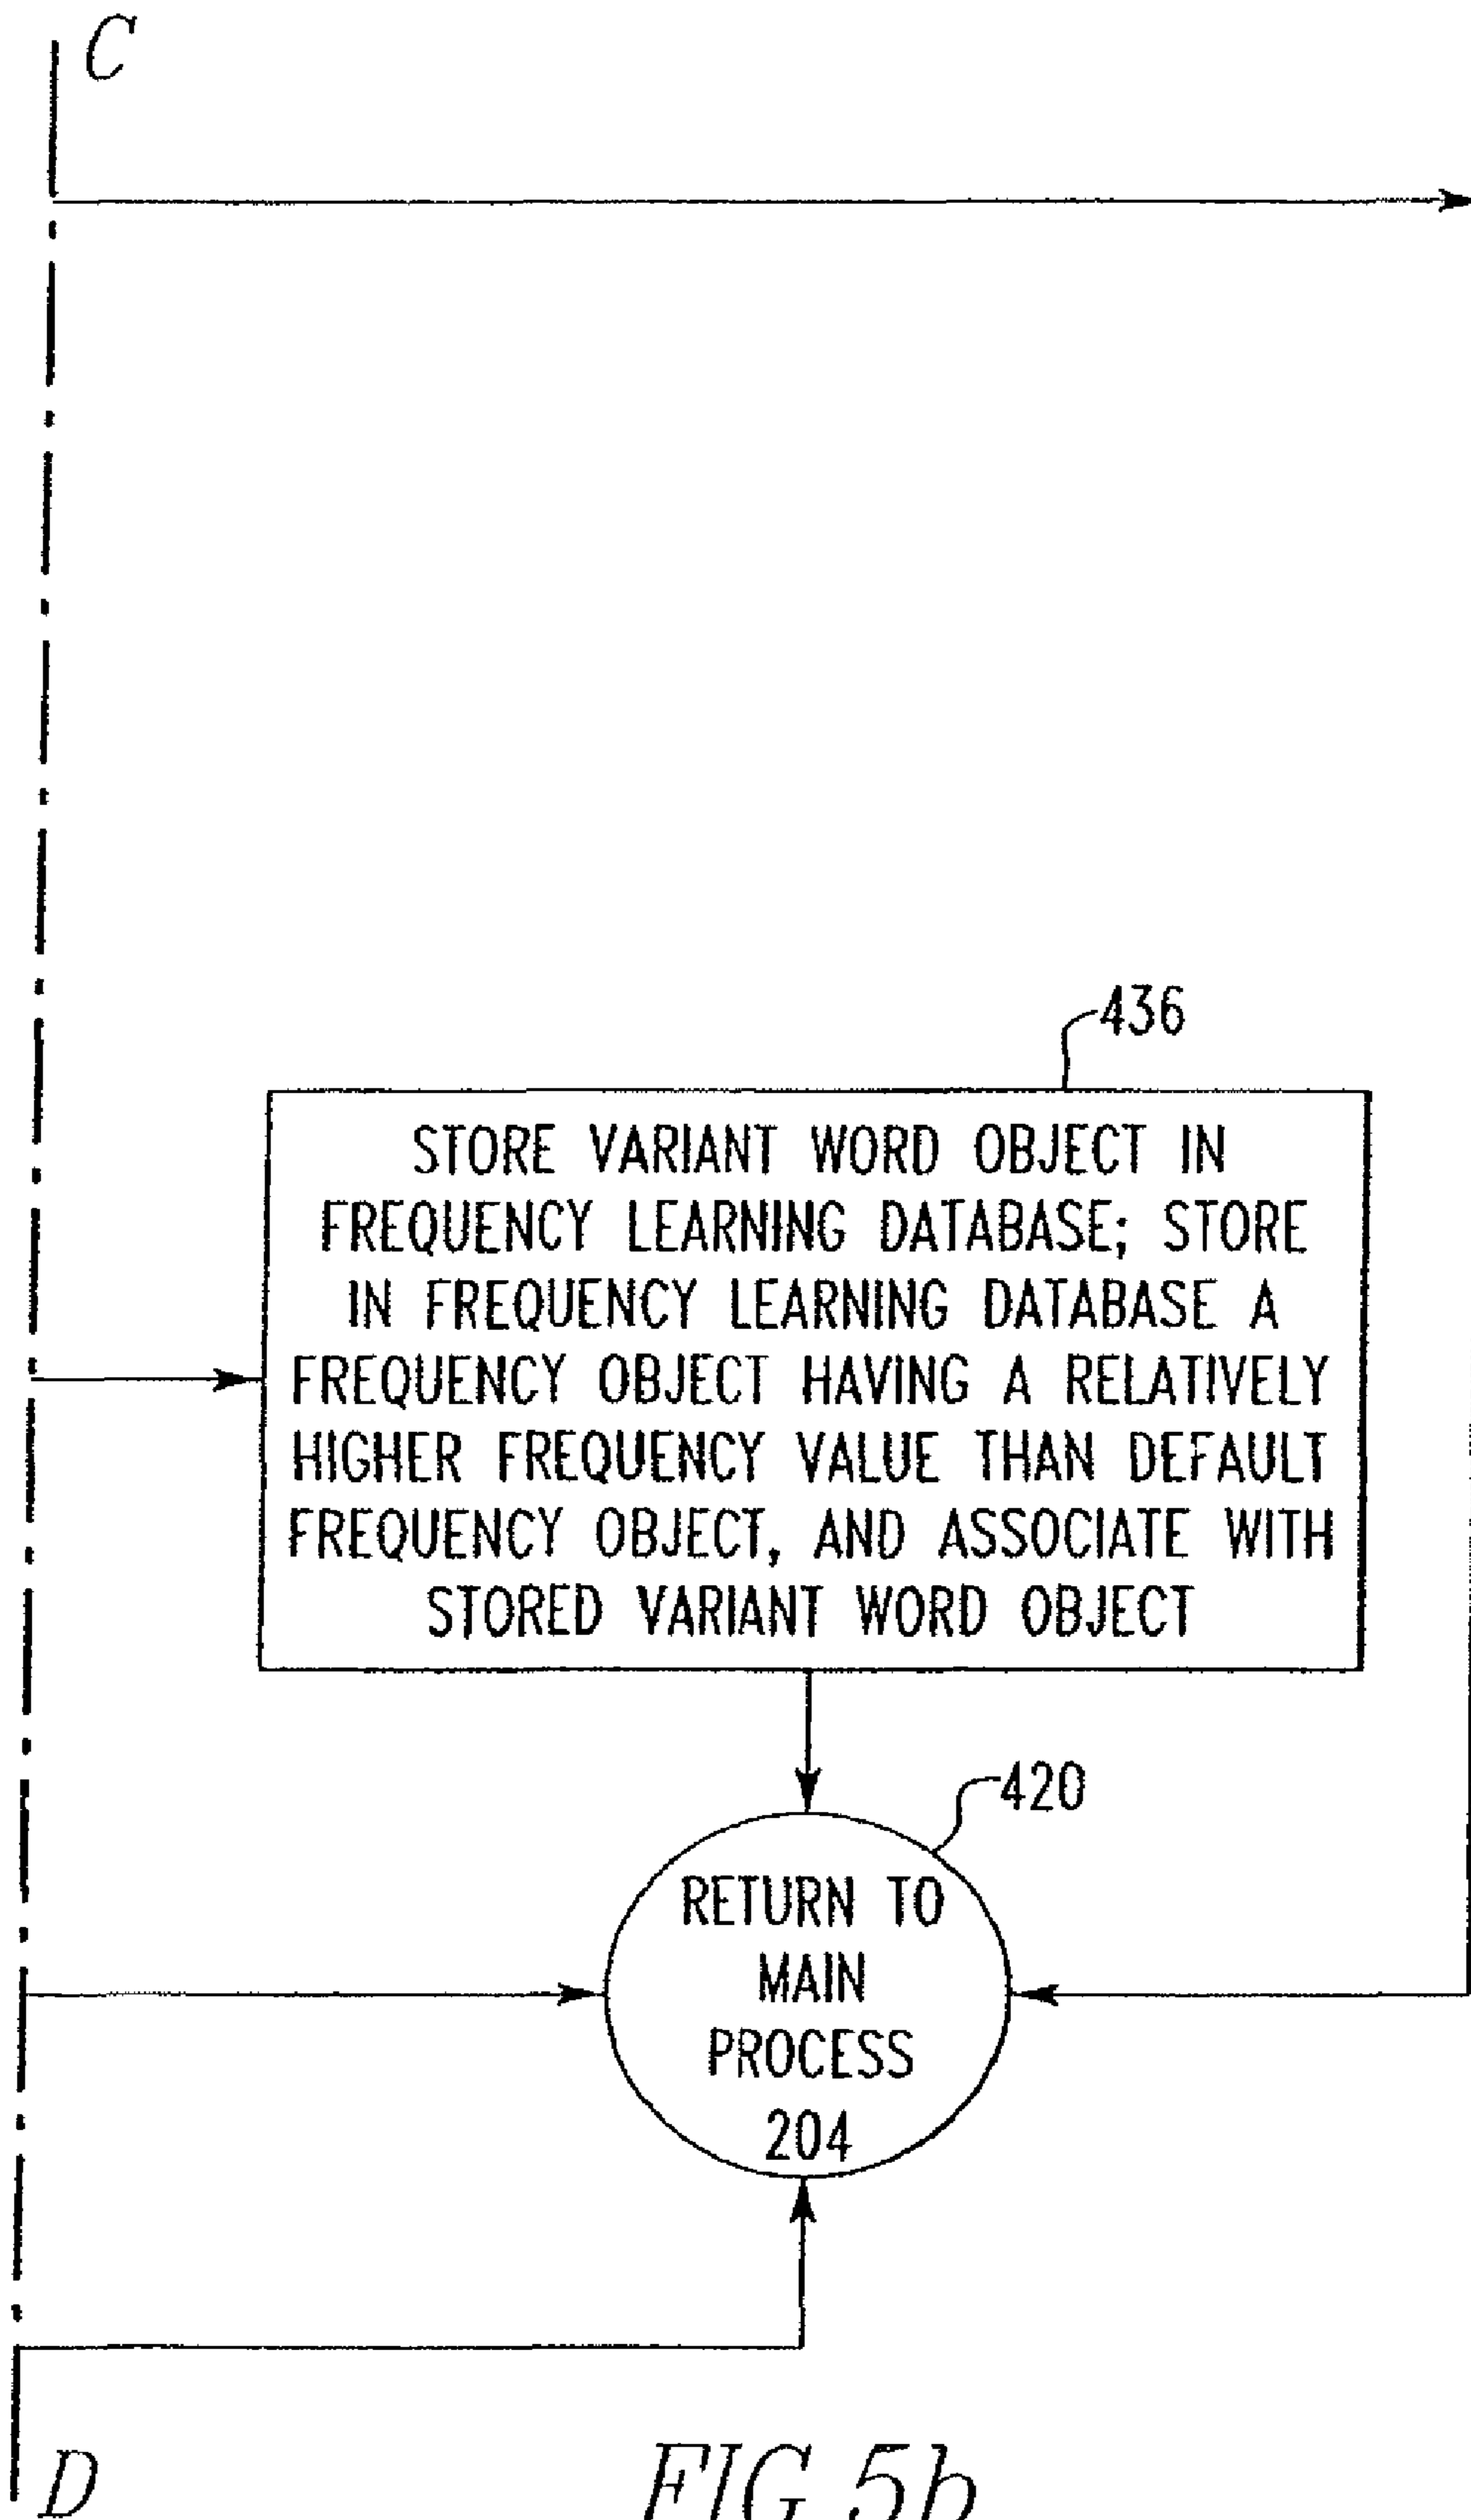 C
436
STORE VARIANT WORD OBJECT IN
FREQUENCY LEARNING DATABASE; STORE
IN FREQUENCY LEARNING DATABASE A
FREQUENCY OBJECT HAVING A RELATIVELY
HIGHER FREQUENCY VALUE THAN DEFAULT
FREQUENCY OBJECT, AND ASSOCIATE WITH
STORED VARIANT WORD OBJECT
420
RETURN TO
MAIN
PROCESS
204
D
FIG.5b